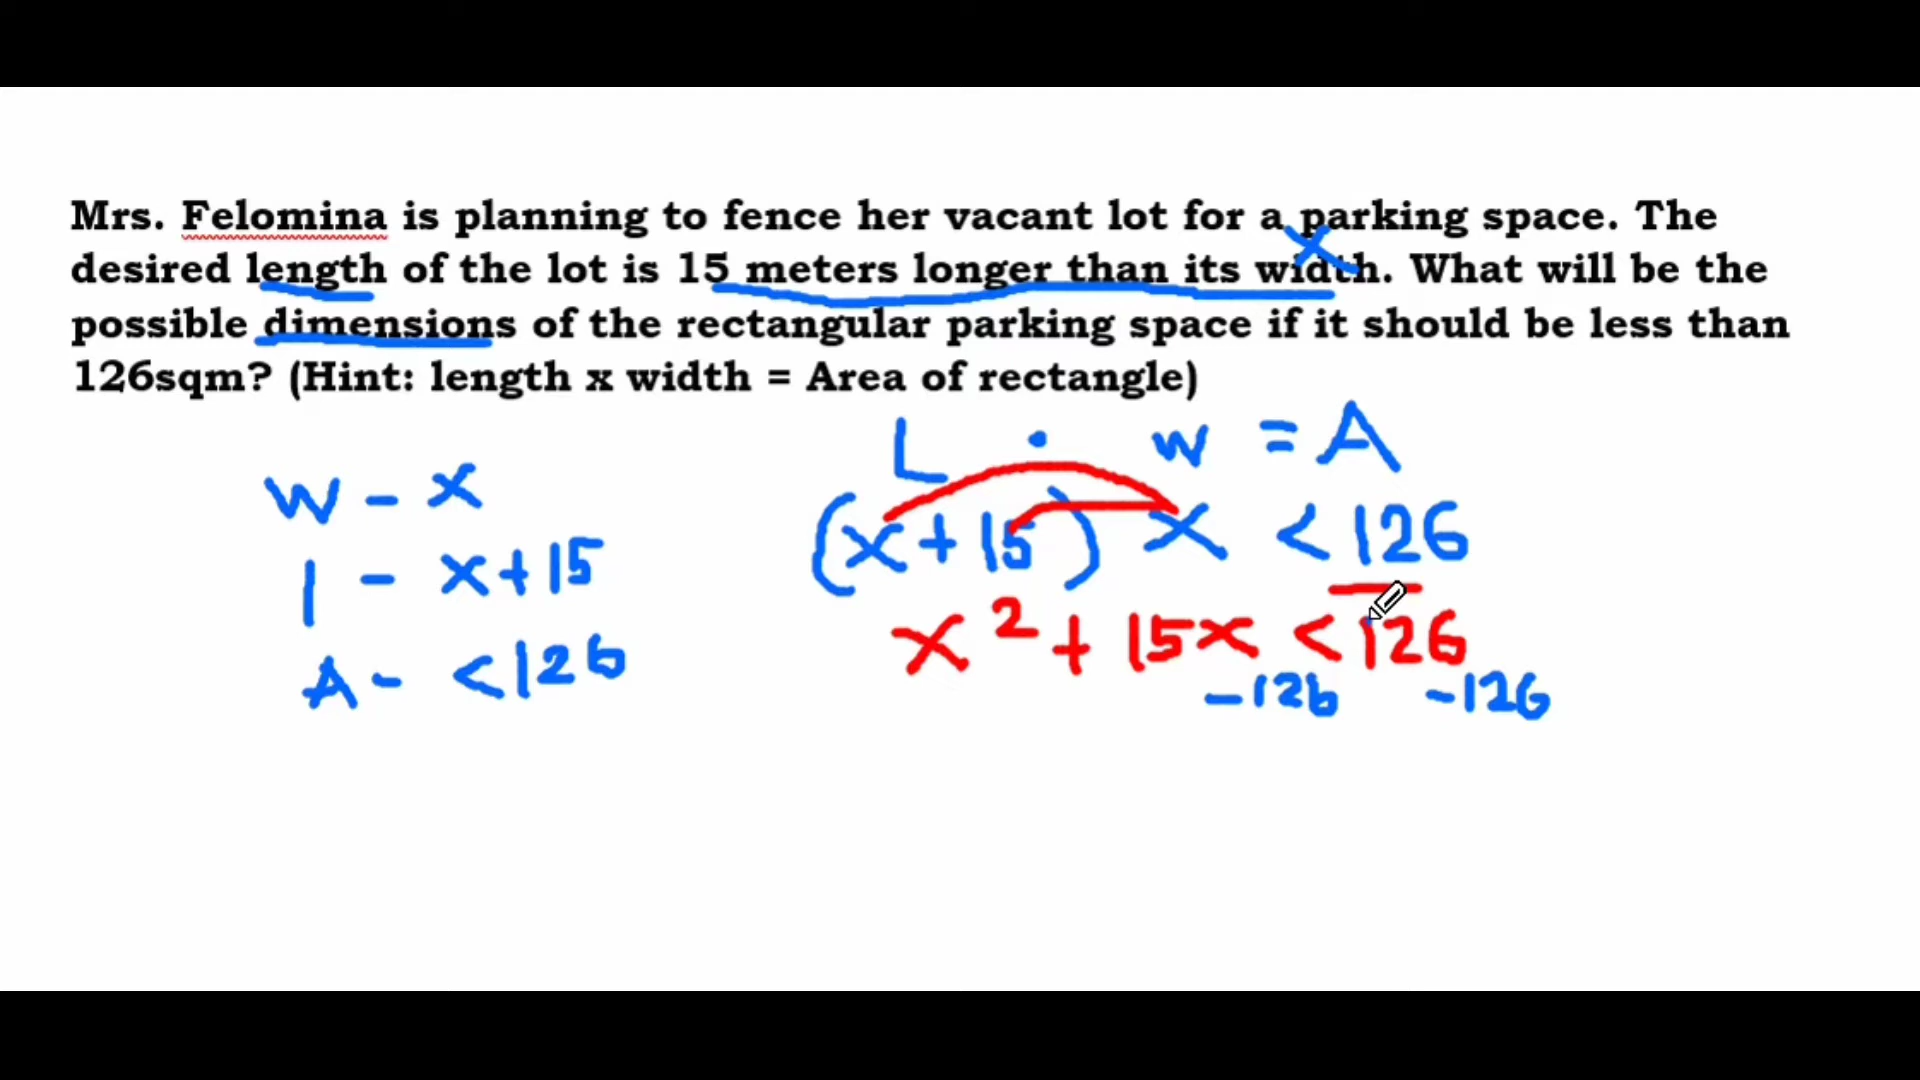 Mrs. Felomina is planning to fence her vacant lot for a parking space. The
desired length of the lot is 15 meters longer than its width. What will be the
possible dimensions of the rectangular parking space if it should be less than
126sqm? (Hint: length x width = Area of rectangle)
x
L · w = A
w - x
(x + 15) x < 126
l - x + 15
x² + 15x < 126
A - < 126
-126 -126